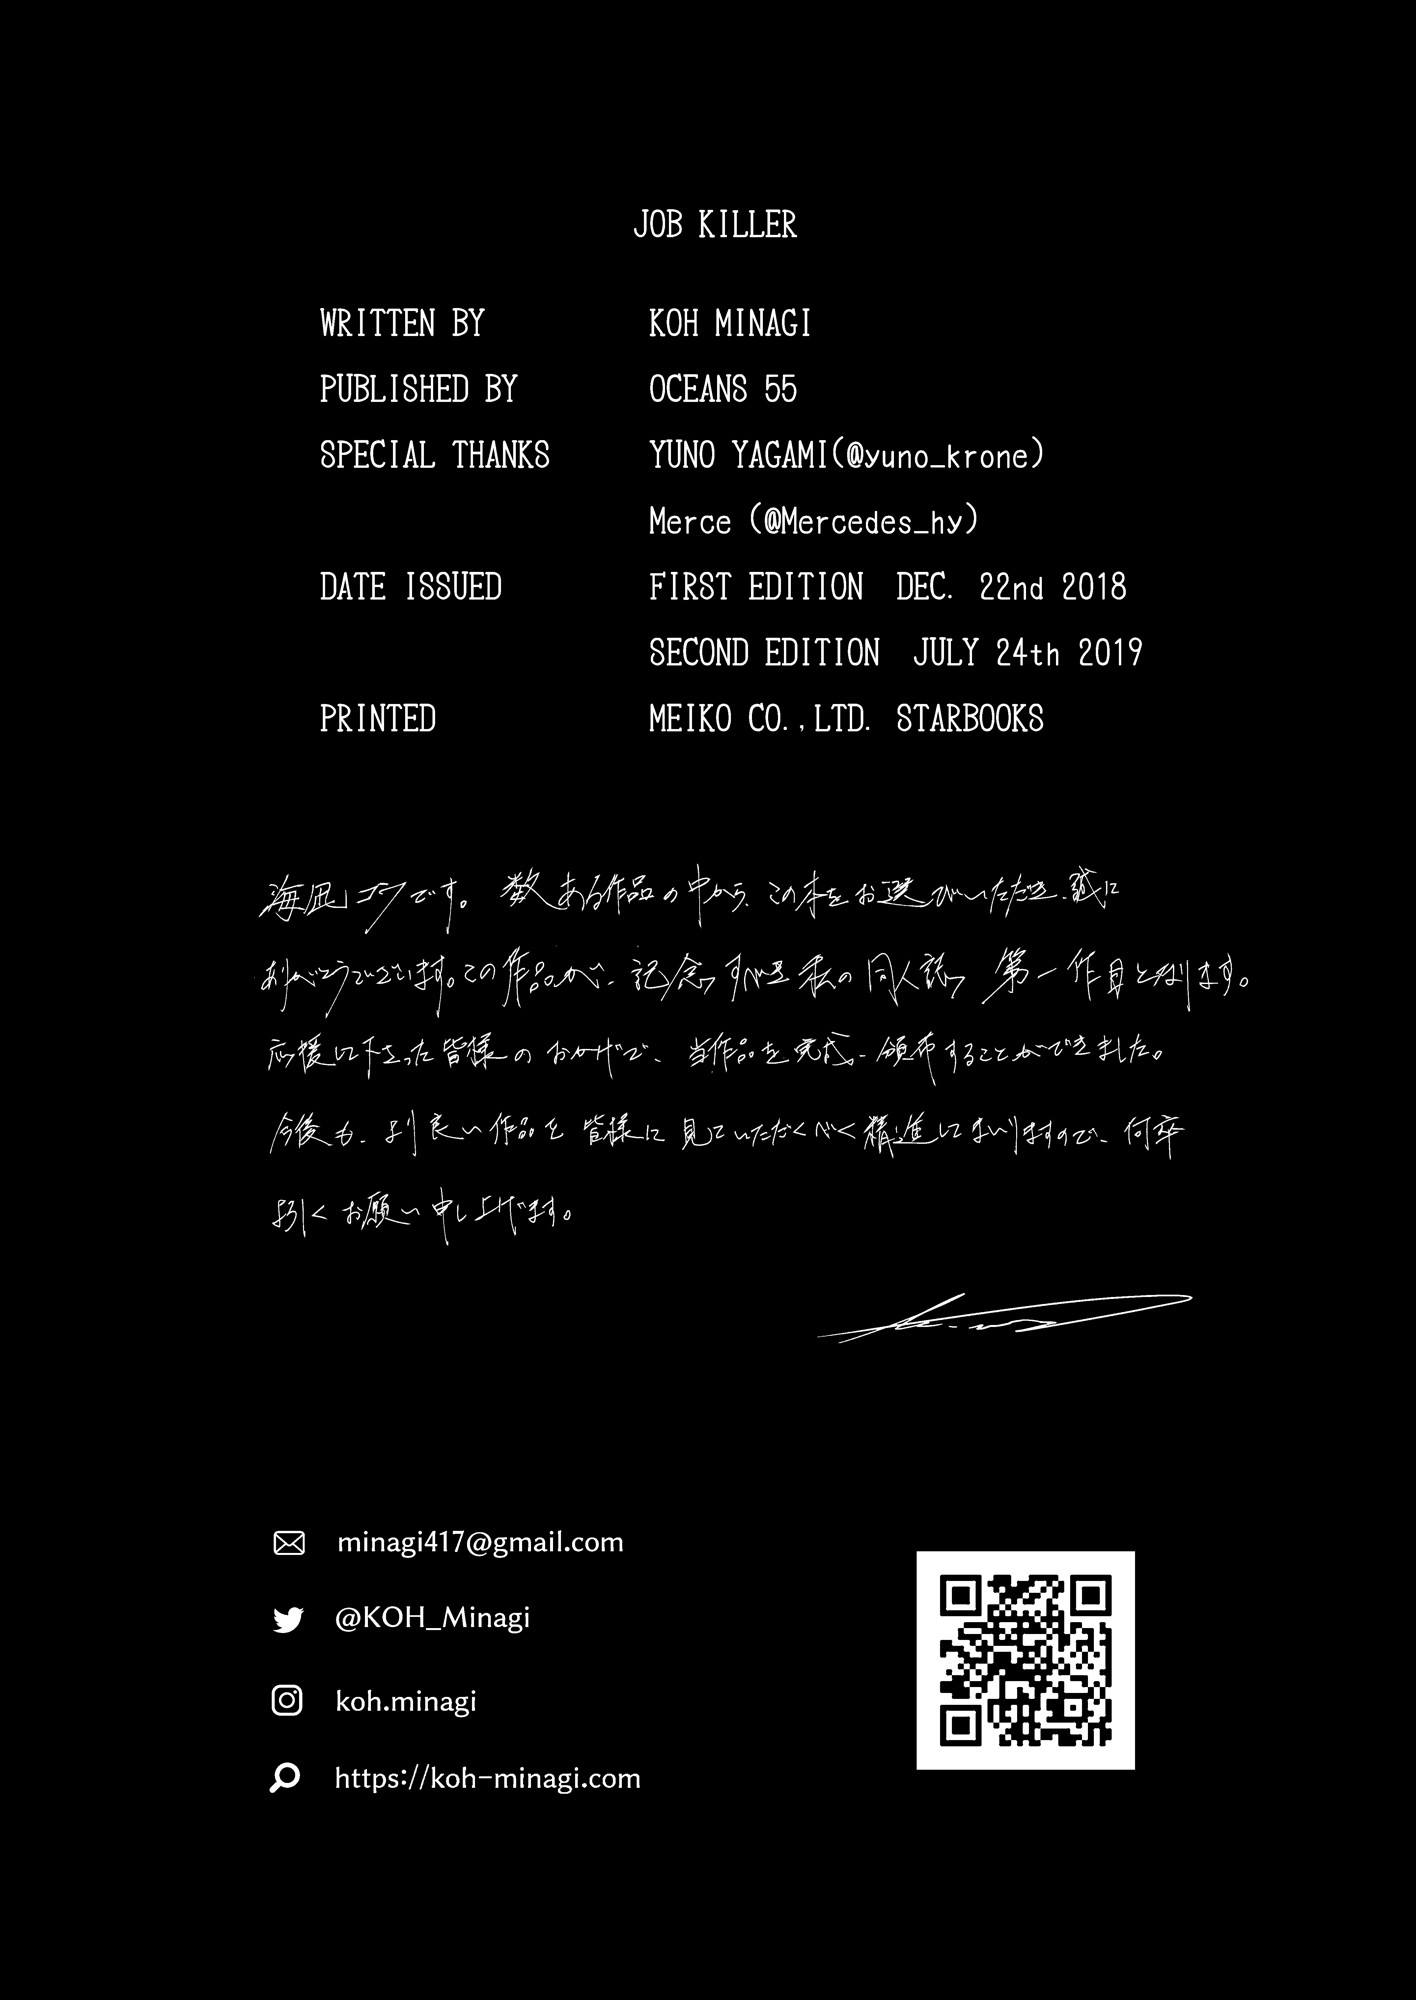 JOB KILLER
WRITTEN BY KOH MINAGI
PUBLISHED BY OCEANS 55
SPECIAL THANKS YUNO YAGAMI(@yuno_krone)
Merce (@Mercedes_hy)
DATE ISSUED FIRST EDITION DEC. 22nd 2018
SECOND EDITION JULY 24th 2019
PRINTED MEIKO CO.,LTD. STARBOOKS
海凪コウです。数ある作品の中から、この本をお選びいただき、誠に
ありがとうございます。この作品が、記念すべき私の同人誌、第一作目となります。
応援して下さった皆様のおかげで、当作品を完成、頒布することができました。
今後も、より良い作品を皆様に見ていただくべく精進してまいりますので、何卒
よろしくお願い申し上げます。
minagi417@gmail.com
@KOH_Minagi
koh.minagi
https://koh-minagi.com